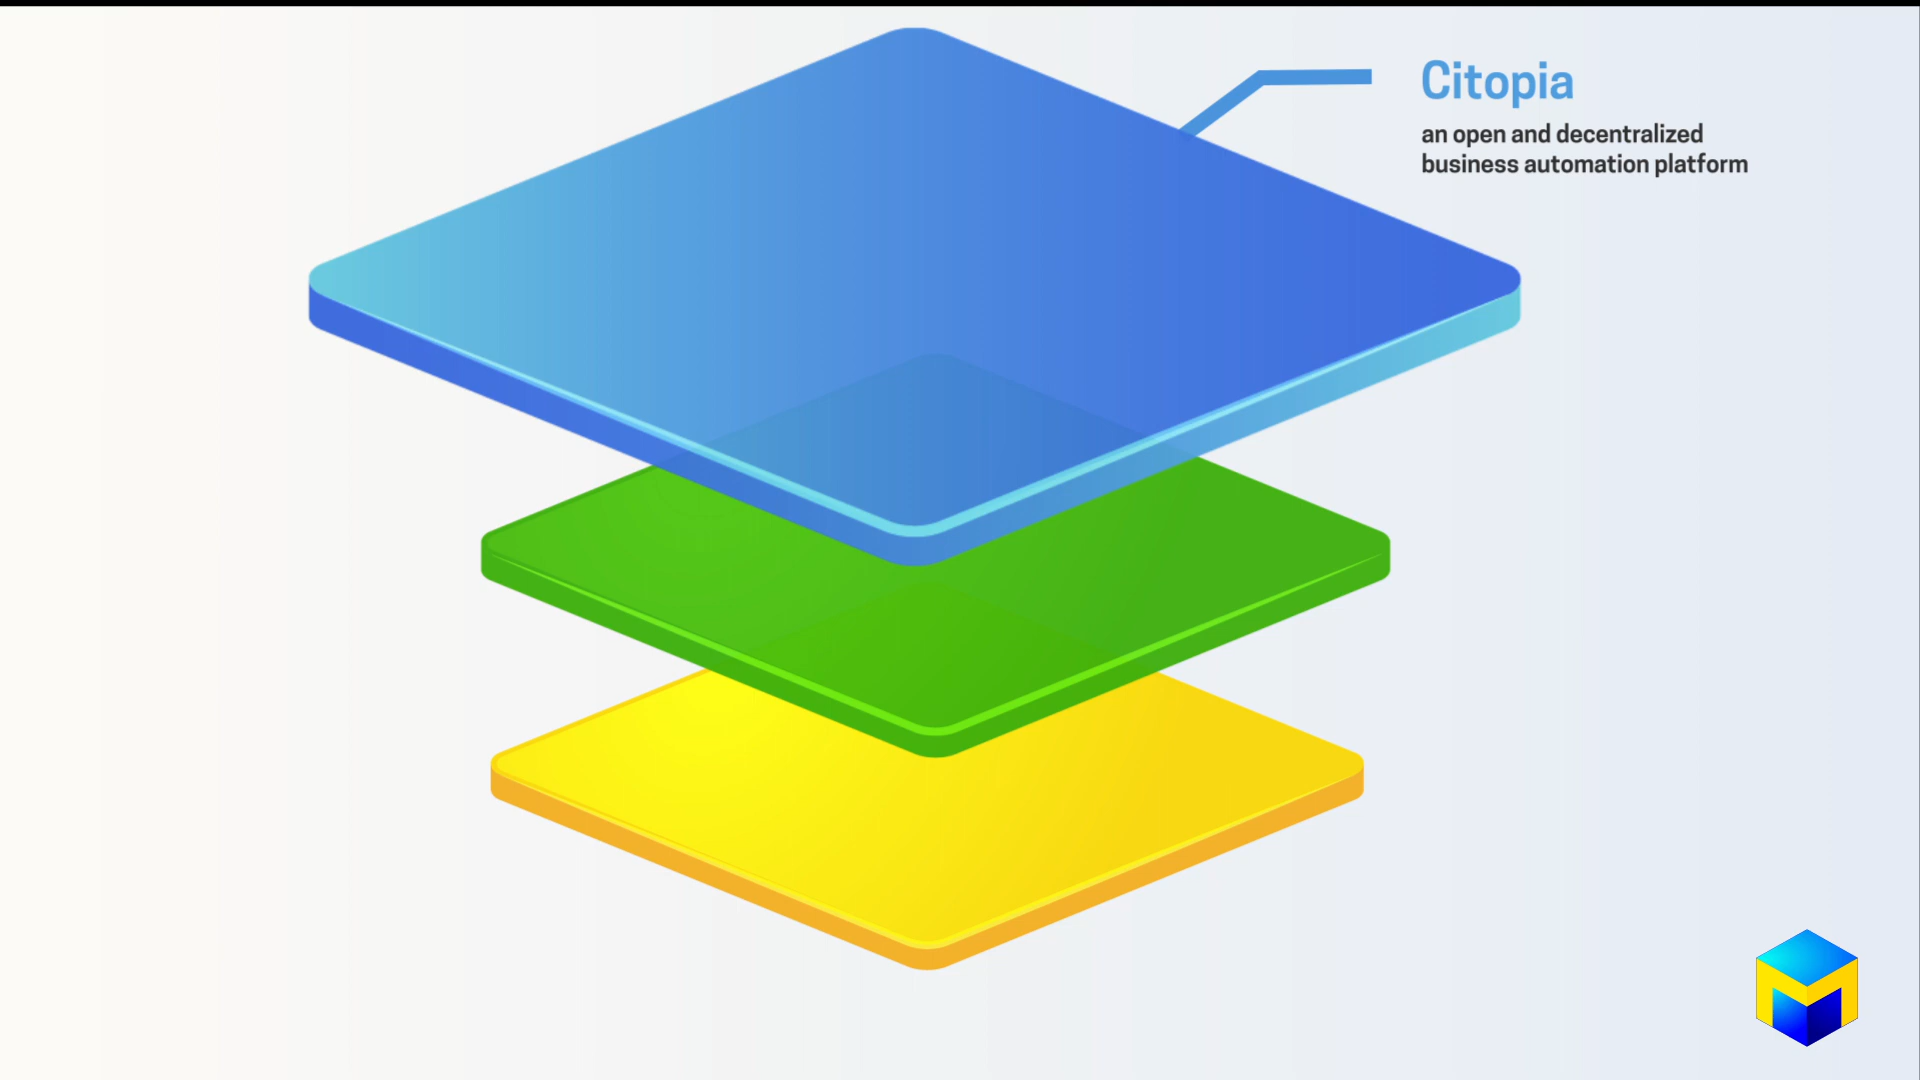 Citopia
an open and decentralized
business automation platform